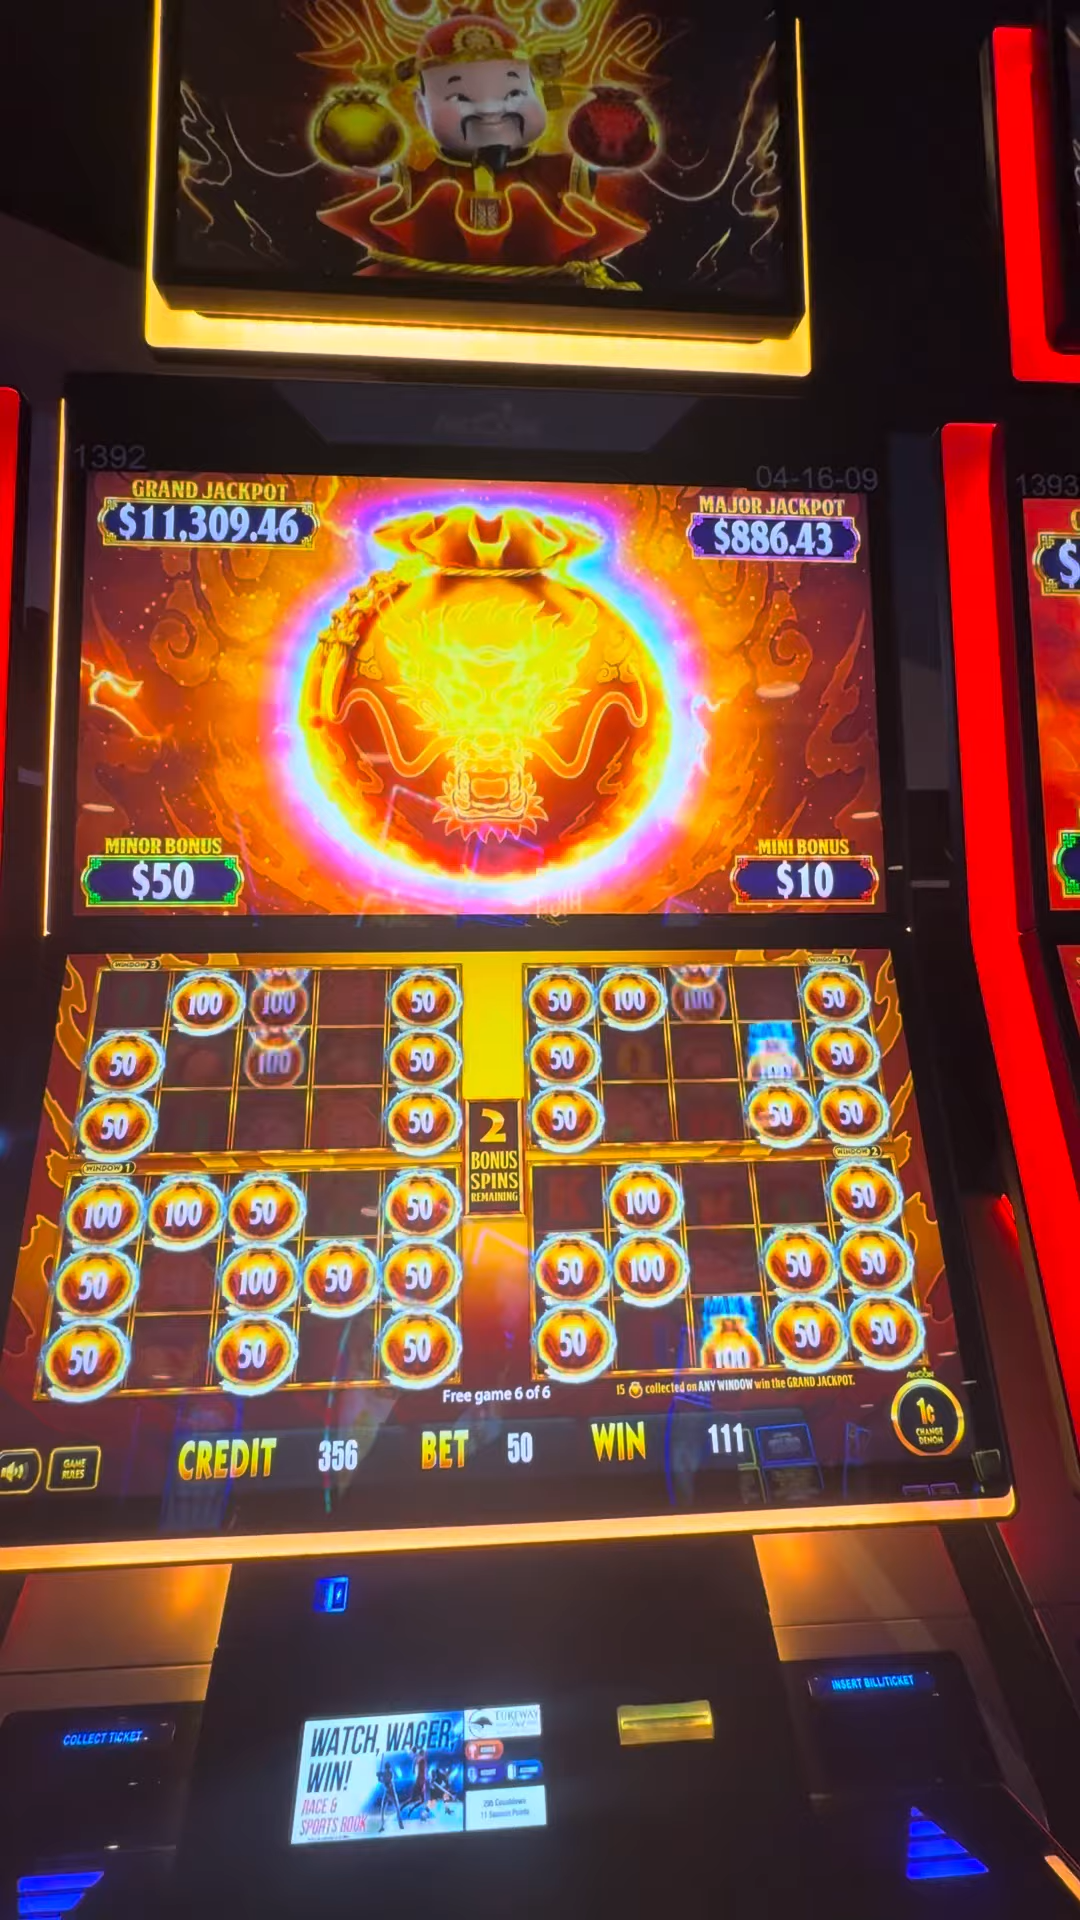 1392
04-16-09
1393
GRAND JACKPOT
$11,309.46
MAJOR JACKPOT
$886.43
MINOR BONUS
$50
MINI BONUS
$10
WINDOW 3
100 100 50
50 100 50
50 50
WINDOW 4
50 100 100 50
50 50
50 50 50
2
BONUS
SPINS
REMAINING
WINDOW 1
100 100 50 50
50 100 50 50
50 50 50
WINDOW 2
100 50
50 100 50 50
50 100 50 50
Free game 6 of 6
15 collected on ANY WINDOW win the GRAND JACKPOT.
GAME
RULES
CREDIT 356 BET 50 WIN 111
1¢
CHANGE
DENOM
COLLECT TICKET
INSERT BILL/TICKET
WATCH, WAGER,
WIN!
RACE &
SPORTS BOOK
TURFWAY